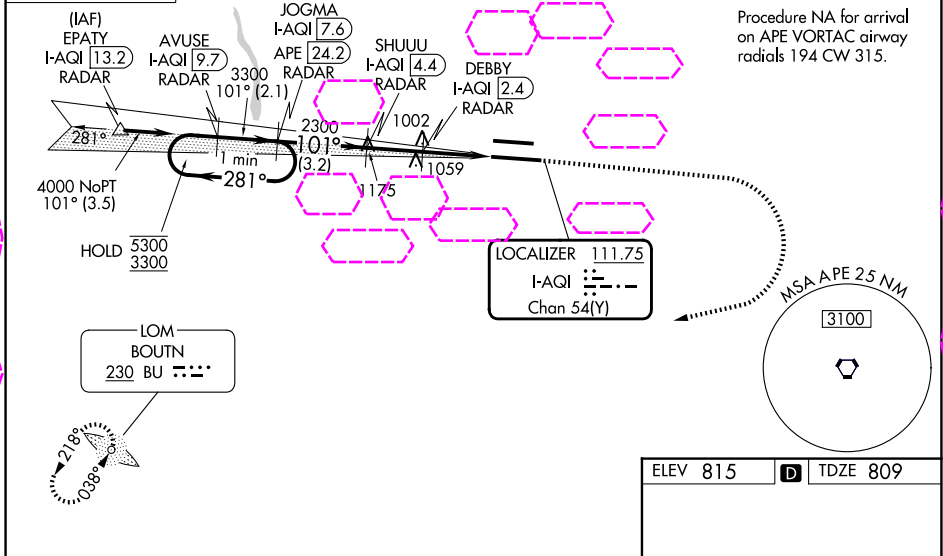 (IAF)
EPATY
I-AQI 13.2
RADAR
AVUSE
I-AQI 9.7
RADAR
3300
101° (2.1)
JOGMA
I-AQI 7.6
APE 24.2
RADAR
SHUUU
I-AQI 4.4
RADAR
DEBBY
I-AQI 2.4
RADAR
Procedure NA for arrival
on APE VORTAC airway
radials 194 CW 315.
281°
2300
101°
(3.2)
1002
1 min
281°
1059
1175
4000 NoPT
101° (3.5)
HOLD 5300
3300
LOCALIZER 111.75
I-AQI
Chan 54(Y)
MSA APE 25 NM
3100
LOM
BOUTN
230 BU
218°
038°
ELEV 815 D TDZE 809